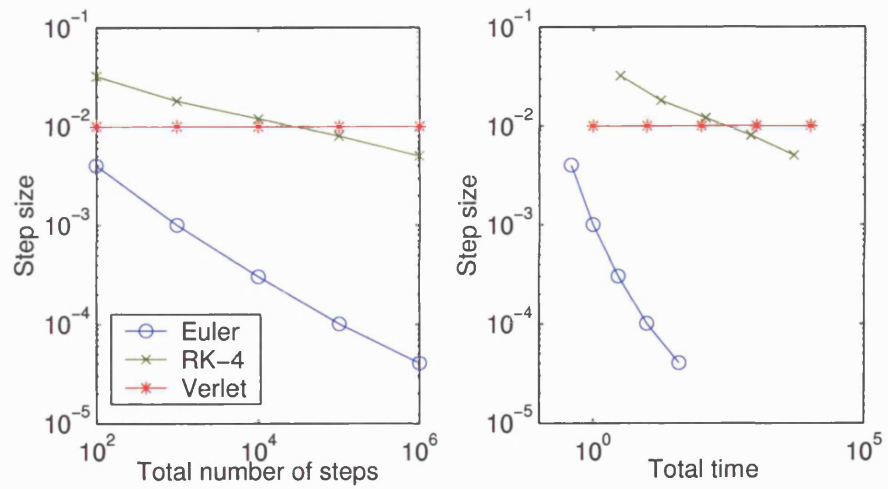 10^-1
10^-2
10^-3
10^-4
10^-5
Step size
Euler
RK-4
Verlet
10^2
10^4
10^6
Total number of steps
10^-1
10^-2
10^-3
10^-4
10^-5
Step size
10^0
10^5
Total time